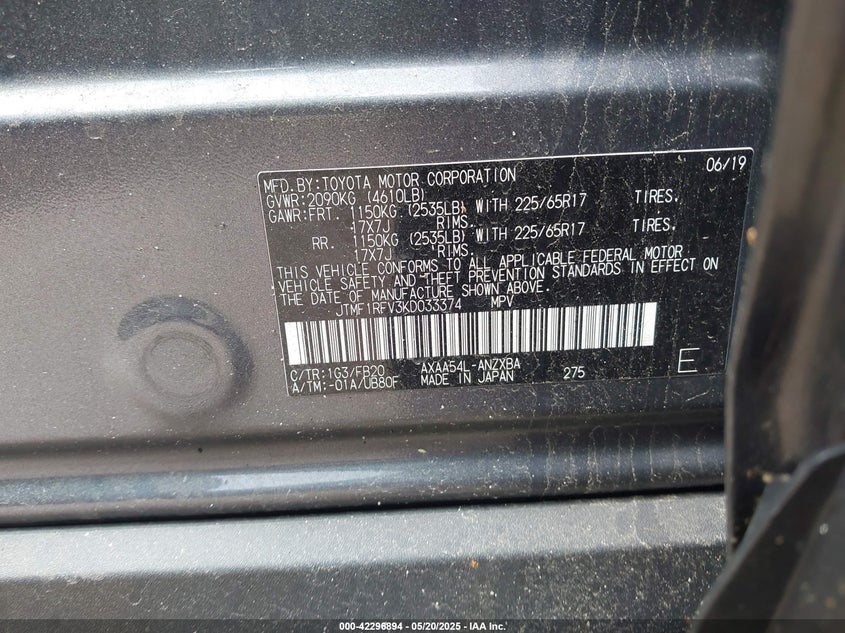 06/19
MFD.BY:TOYOTA MOTOR CORPORATION
GVWR:2090KG (4610LB)
GAWR:FRT. 1150KG (2535LB) WITH 225/65R17 TIRES.
17X7J RIMS.
RR. 1150KG (2535LB) WITH 225/65R17 TIRES.
17X7J RIMS.
THIS VEHICLE CONFORMS TO ALL APPLICABLE FEDERAL MOTOR
VEHICLE SAFETY AND THEFT PREVENTION STANDARDS IN EFFECT ON
THE DATE OF MANUFACTURE SHOWN ABOVE.
JTMF1RFV3KD033374 MPV
C/TR:1G3/FB20 AXAA54L-ANZXBA 275 E
A/TM:-01A/UB80F MADE IN JAPAN
000-42296894 - 05/20/2025 - IAA Inc.